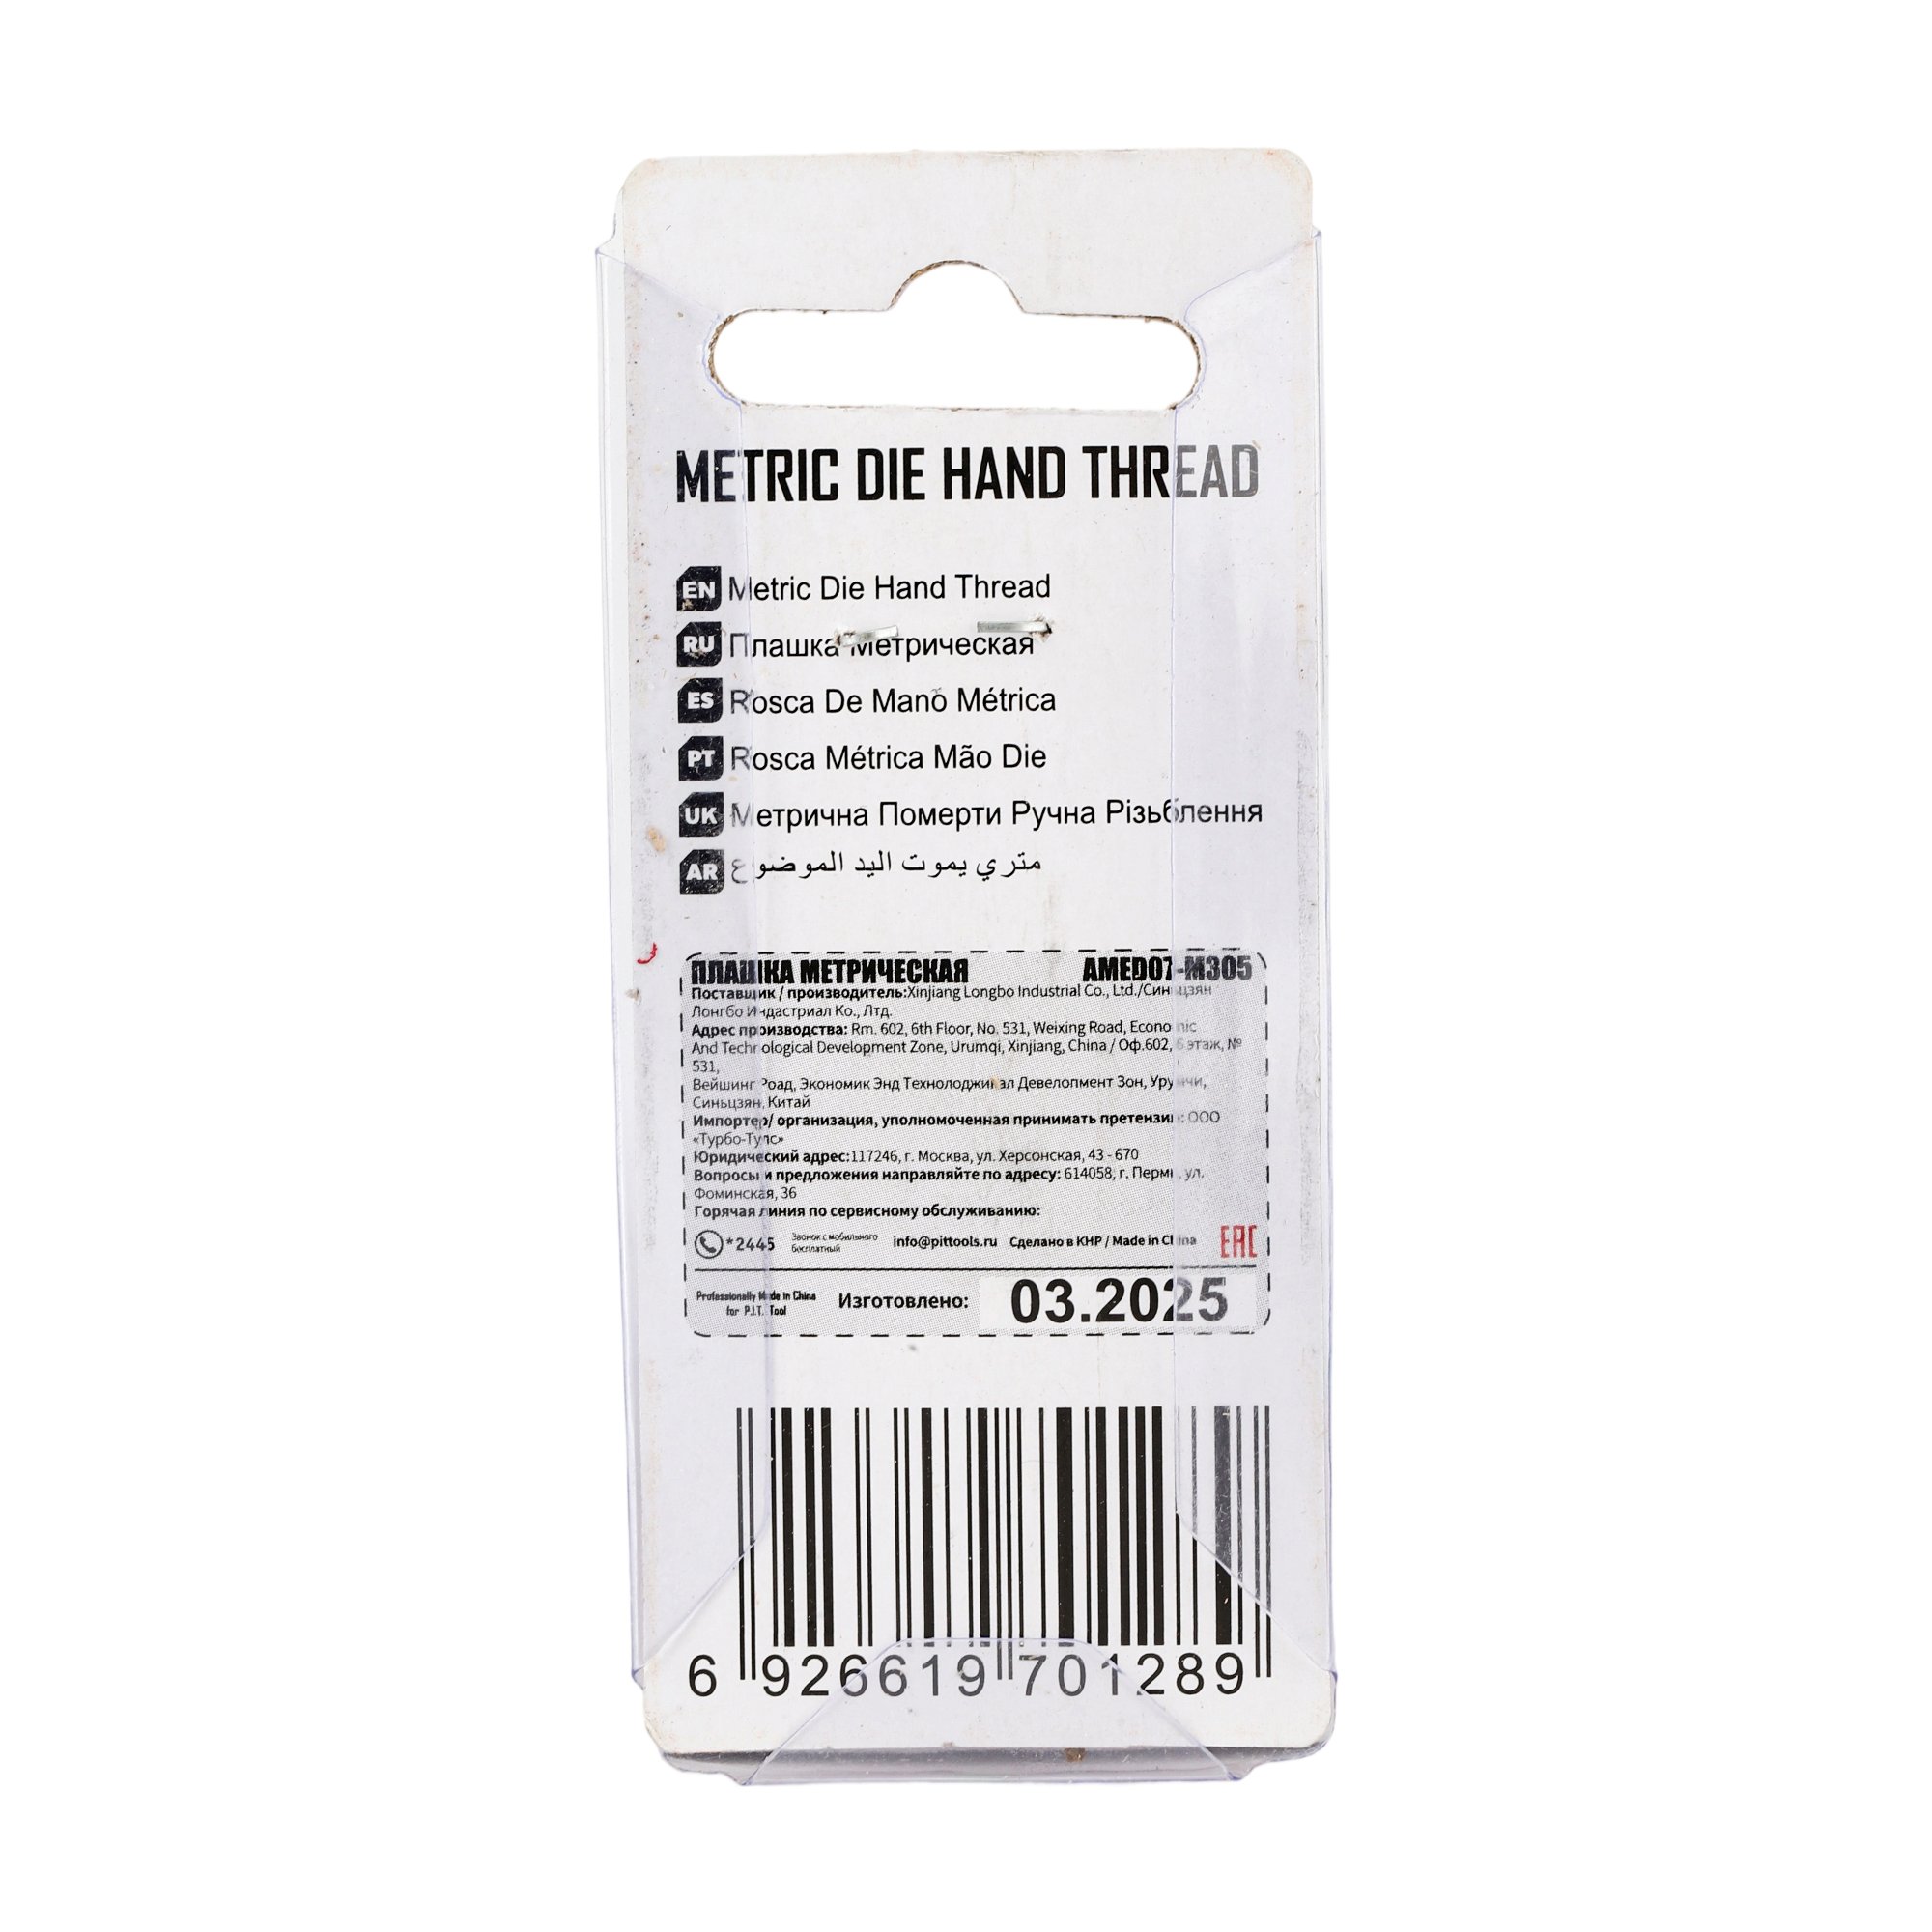 METRIC DIE HAND THREAD
EN Metric Die Hand Thread
RU Плашка Метрическая
ES Rosca De Mano Métrica
PT Rosca Métrica Mão Die
UK Метрична Померти Ручна Різьблення
AR متري يموت اليد الموضوع
ПЛАШКА МЕТРИЧЕСКАЯ AMED07-M305
Поставщик / производитель:Xinjiang Longbo Industrial Co., Ltd./Синьцзян
Лонгбо Индастриал Ко., Лтд.
Адрес производства: Rm. 602, 6th Floor, No. 531, Weixing Road, Economic
And Technological Development Zone, Urumqi, Xinjiang, China / Оф.602, 6 этаж, №
531,
Вейшинг Роад, Экономик Энд Технолоджикал Девелопмент Зон, Урумчи,
Синьцзян, Китай
Импортер/ организация, уполномоченная принимать претензии: ООО
«Турбо-Тулс»
Юридический адрес:117246, г. Москва, ул. Херсонская, 43 - 670
Вопросы и предложения направляйте по адресу: 614058, г. Пермь, ул.
Фоминская, 36
Горячая линия по сервисному обслуживанию:
*2445 Звонок с мобильного бесплатный info@pittools.ru Сделано в КНР / Made in China EAC
Professionally Made in China
for P.I.T. Tool
Изготовлено: 03.2025
6 926619 701289